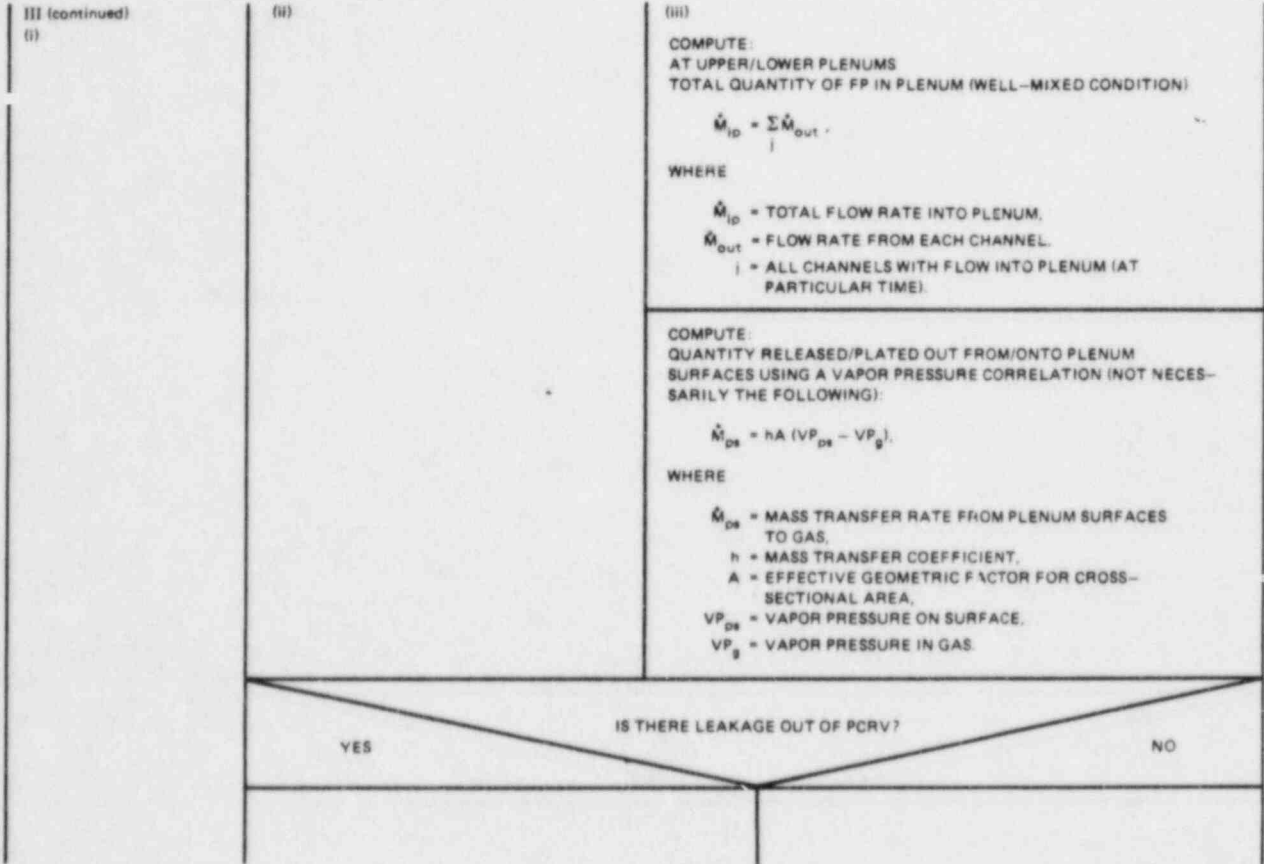 III (continued)
(i)
(ii)
(iii)
COMPUTE:
AT UPPER/LOWER PLENUMS
TOTAL QUANTITY OF FP IN PLENUM (WELL-MIXED CONDITION)
Ṁ_ip = Σ_j Ṁ_out ,
WHERE
Ṁ_ip = TOTAL FLOW RATE INTO PLENUM,
Ṁ_out = FLOW RATE FROM EACH CHANNEL,
j = ALL CHANNELS WITH FLOW INTO PLENUM (AT
PARTICULAR TIME).
COMPUTE:
QUANTITY RELEASED/PLATED OUT FROM/ONTO PLENUM
SURFACES USING A VAPOR PRESSURE CORRELATION (NOT NECES-
SARILY THE FOLLOWING):
Ṁ_ps = hA (VP_ps − VP_g),
WHERE
Ṁ_ps = MASS TRANSFER RATE FROM PLENUM SURFACES
TO GAS,
h = MASS TRANSFER COEFFICIENT,
A = EFFECTIVE GEOMETRIC FACTOR FOR CROSS-
SECTIONAL AREA,
VP_ps = VAPOR PRESSURE ON SURFACE,
VP_g = VAPOR PRESSURE IN GAS.
IS THERE LEAKAGE OUT OF PCRV?
YES
NO